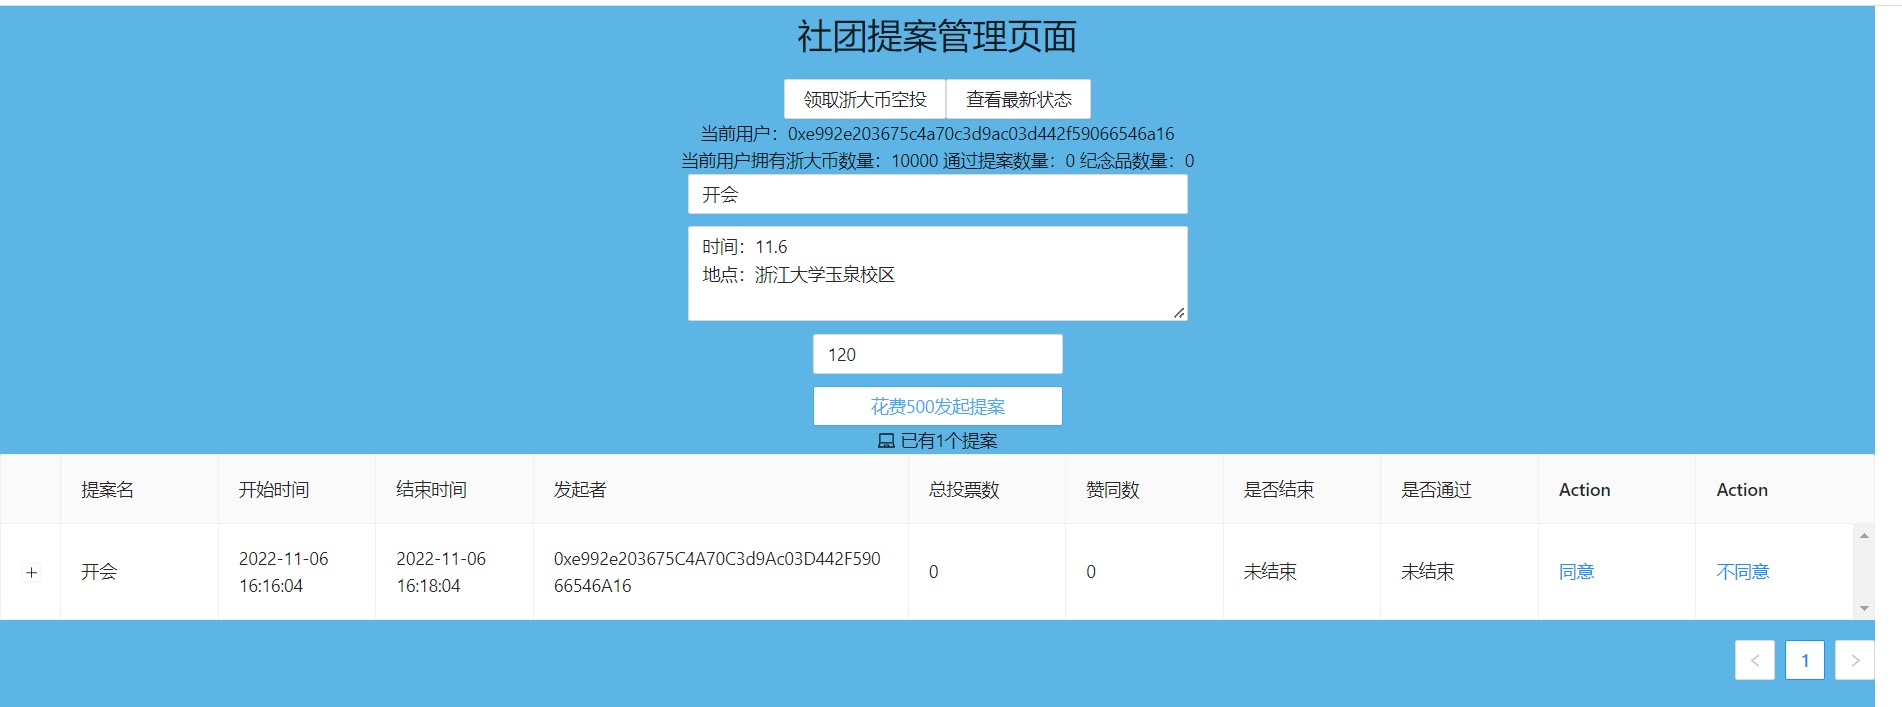 社团提案管理页面
领取浙大币空投 查看最新状态
当前用户：0xe992e203675c4a70c3d9ac03d442f59066546a16
当前用户拥有浙大币数量：10000 通过提案数量：0 纪念品数量：0
开会
时间：11.6
地点：浙江大学玉泉校区
120
花费500发起提案
已有1个提案
提案名 开始时间 结束时间 发起者 总投票数 赞同数 是否结束 是否通过 Action Action
开会 2022-11-06 2022-11-06 0xe992e203675C4A70C3d9Ac03D442F590 0 0 未结束 未结束 同意 不同意
16:16:04 16:18:04 66546A16
1